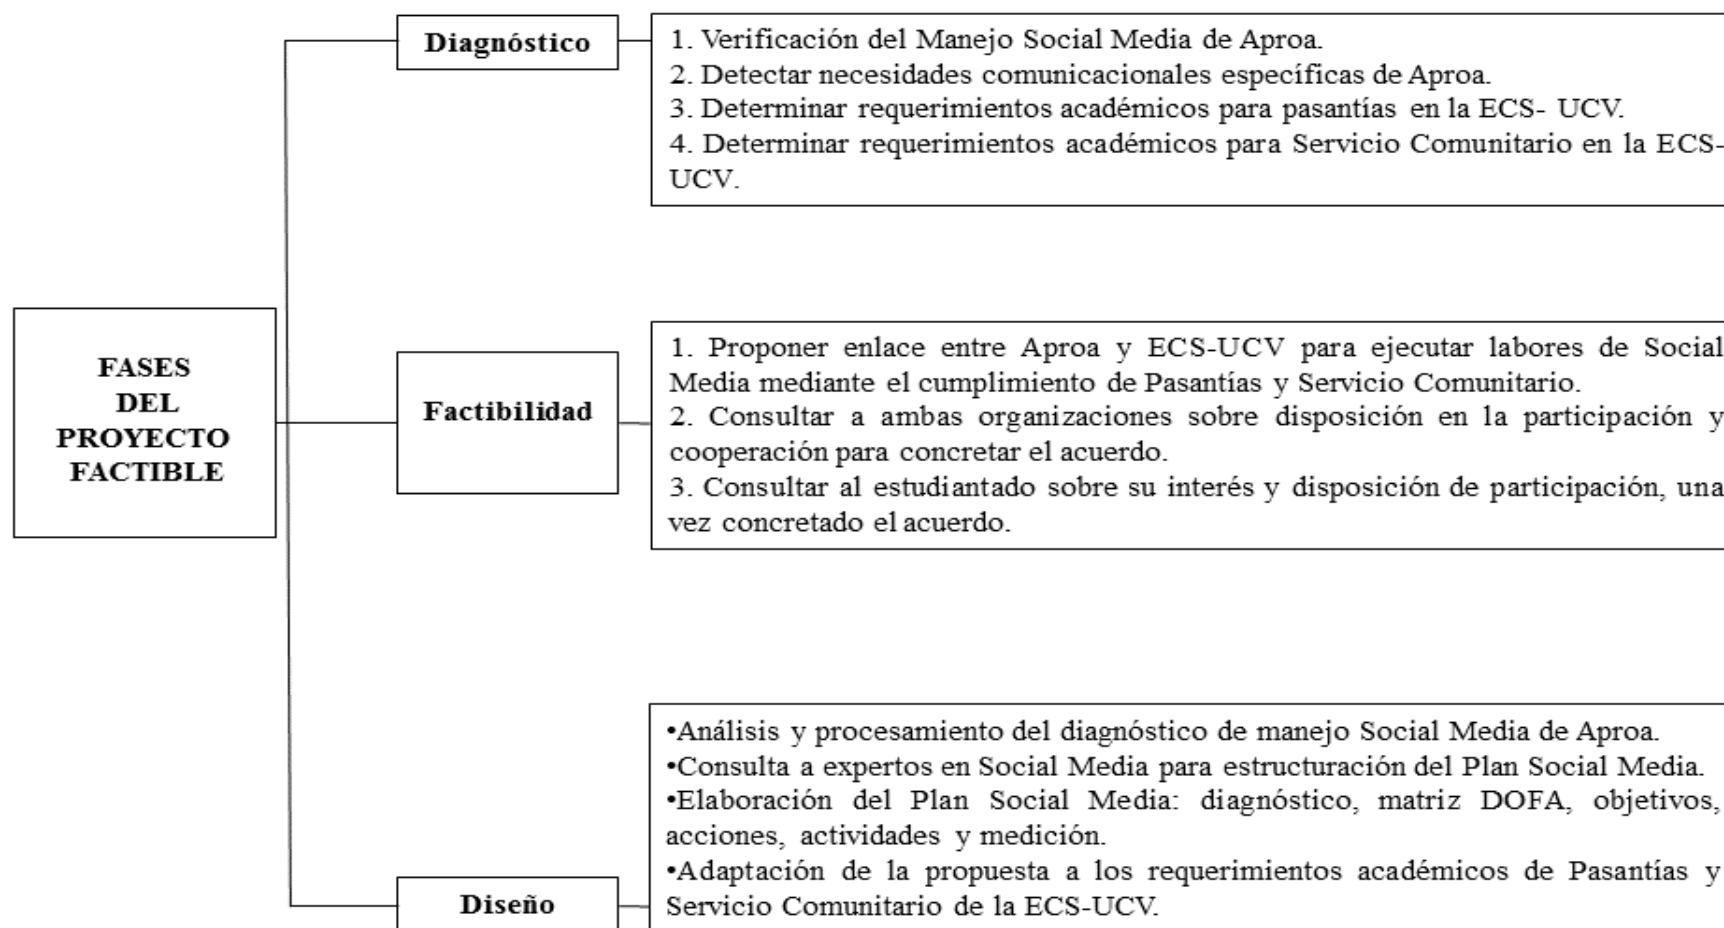 FASES
DEL
PROYECTO
FACTIBLE
Diagnóstico
1. Verificación del Manejo Social Media de Aproa.
2. Detectar necesidades comunicacionales específicas de Aproa.
3. Determinar requerimientos académicos para pasantías en la ECS- UCV.
4. Determinar requerimientos académicos para Servicio Comunitario en la ECS-
UCV.
Factibilidad
1. Proponer enlace entre Aproa y ECS-UCV para ejecutar labores de Social
Media mediante el cumplimiento de Pasantías y Servicio Comunitario.
2. Consultar a ambas organizaciones sobre disposición en la participación y
cooperación para concretar el acuerdo.
3. Consultar al estudiantado sobre su interés y disposición de participación, una
vez concretado el acuerdo.
Diseño
•Análisis y procesamiento del diagnóstico de manejo Social Media de Aproa.
•Consulta a expertos en Social Media para estructuración del Plan Social Media.
•Elaboración del Plan Social Media: diagnóstico, matriz DOFA, objetivos,
acciones, actividades y medición.
•Adaptación de la propuesta a los requerimientos académicos de Pasantías y
Servicio Comunitario de la ECS-UCV.